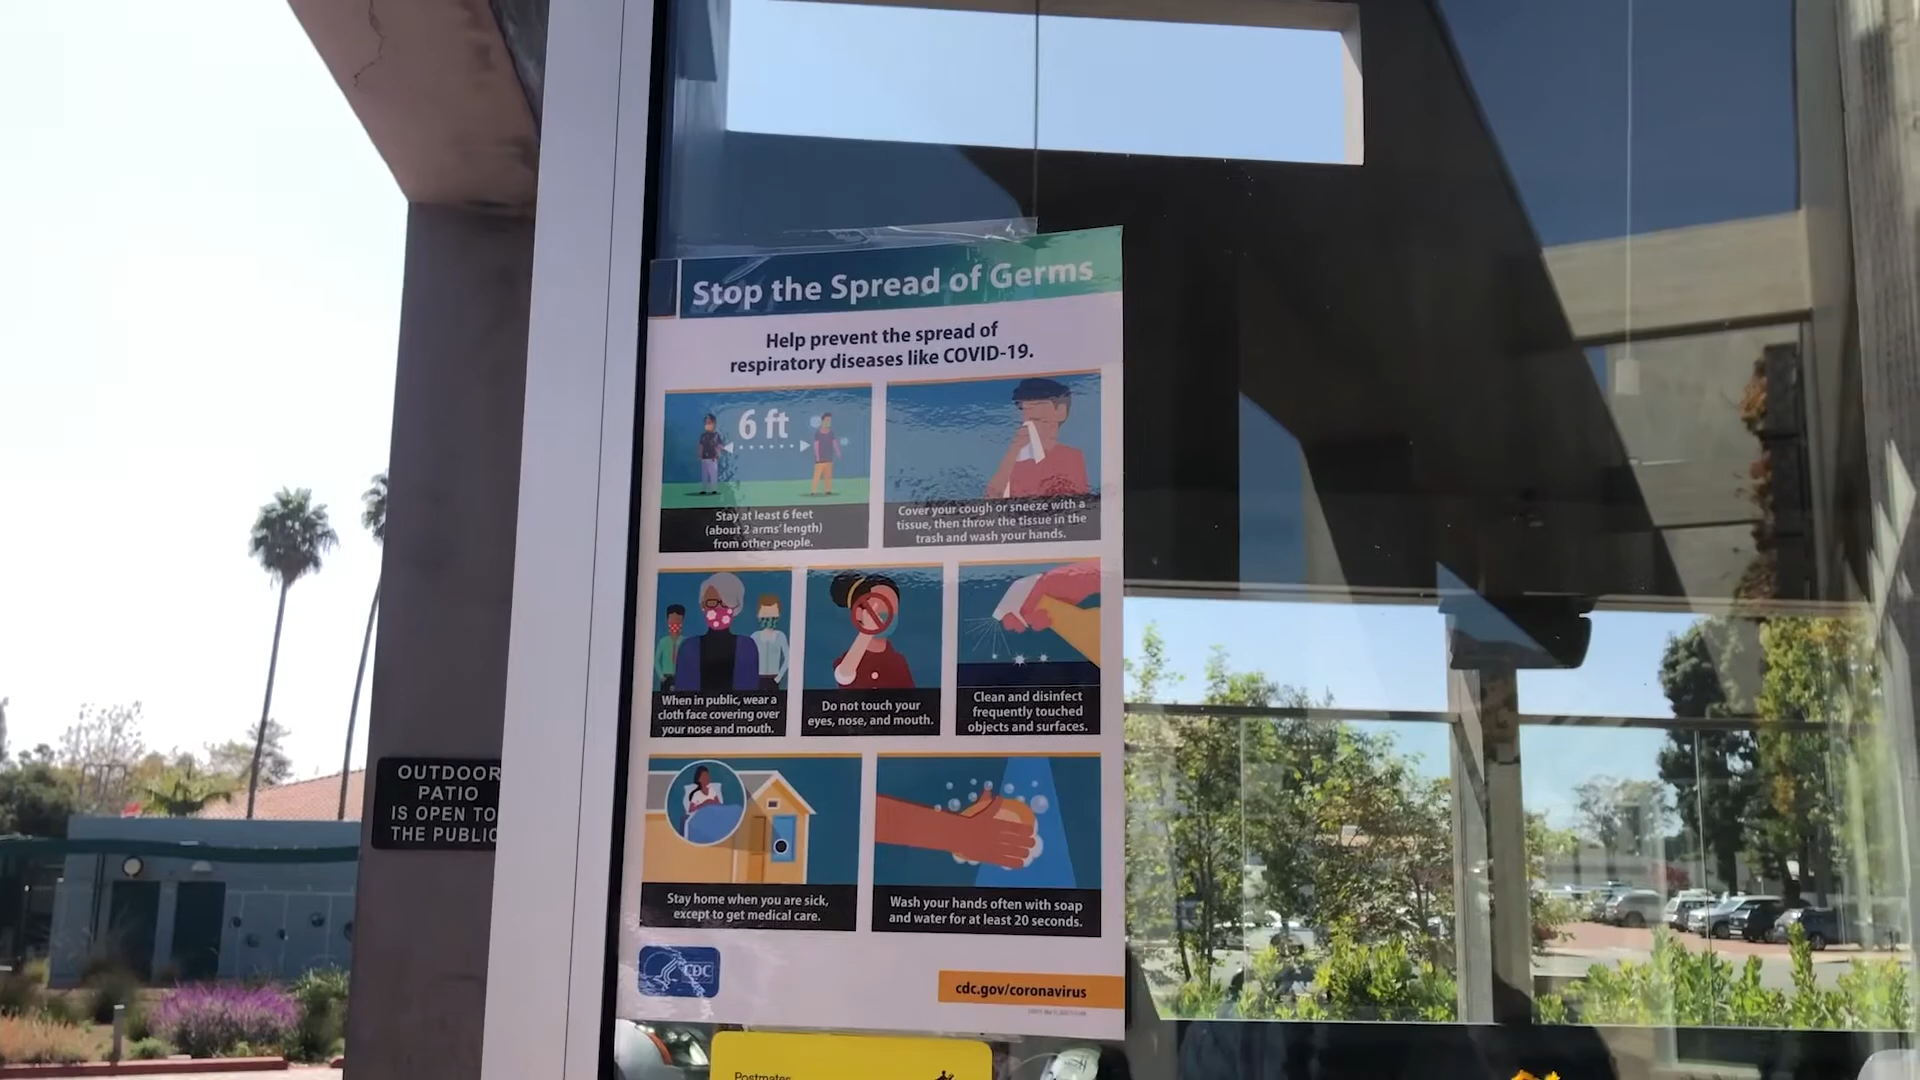 Stop the Spread of Germs
Help prevent the spread of
respiratory diseases like COVID-19.
6 ft
Stay at least 6 feet
(about 2 arms' length)
from other people.
Cover your cough or sneeze with a
tissue, then throw the tissue in the
trash and wash your hands.
When in public, wear a
cloth face covering over
your nose and mouth.
Do not touch your
eyes, nose, and mouth.
Clean and disinfect
frequently touched
objects and surfaces.
Stay home when you are sick,
except to get medical care.
Wash your hands often with soap
and water for at least 20 seconds.
CDC
cdc.gov/coronavirus
OUTDOOR
PATIO
IS OPEN TO
THE PUBLIC
Postmates